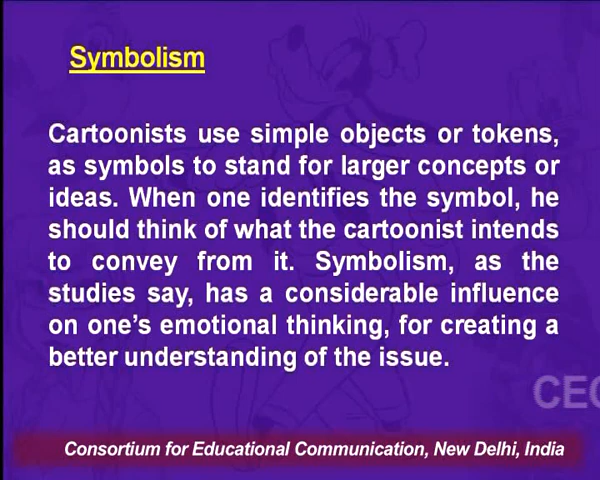 Symbolism
Cartoonists use simple objects or tokens,
as symbols to stand for larger concepts or
ideas. When one identifies the symbol, he
should think of what the cartoonist intends
to convey from it. Symbolism, as the
studies say, has a considerable influence
on one's emotional thinking, for creating a
better understanding of the issue.
CEC
Consortium for Educational Communication, New Delhi, India